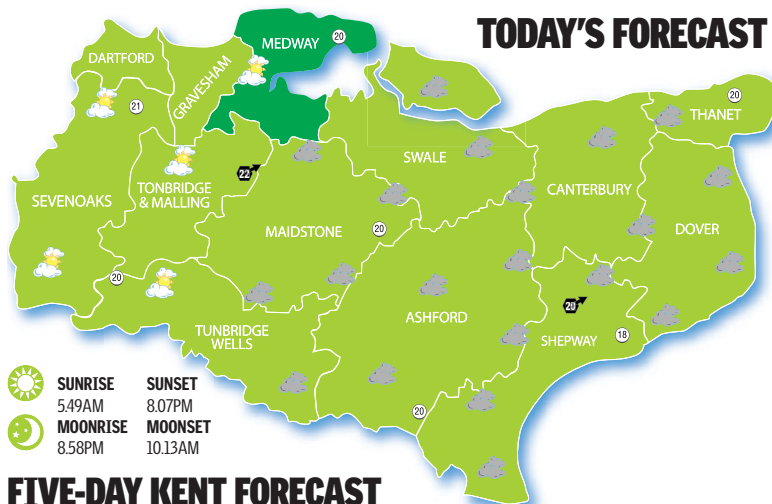 TODAY'S FORECAST
MEDWAY
20
DARTFORD
GRAVESHAM
21
20
THANET
SWALE
22
TONBRIDGE
& MALLING
SEVENOAKS
CANTERBURY
MAIDSTONE
20
DOVER
20
20
ASHFORD
TUNBRIDGE
WELLS
SHEPWAY
18
20
SUNRISE SUNSET
5.49AM 8.07PM
MOONRISE MOONSET
8.58PM 10.13AM
FIVE-DAY KENT FORECAST